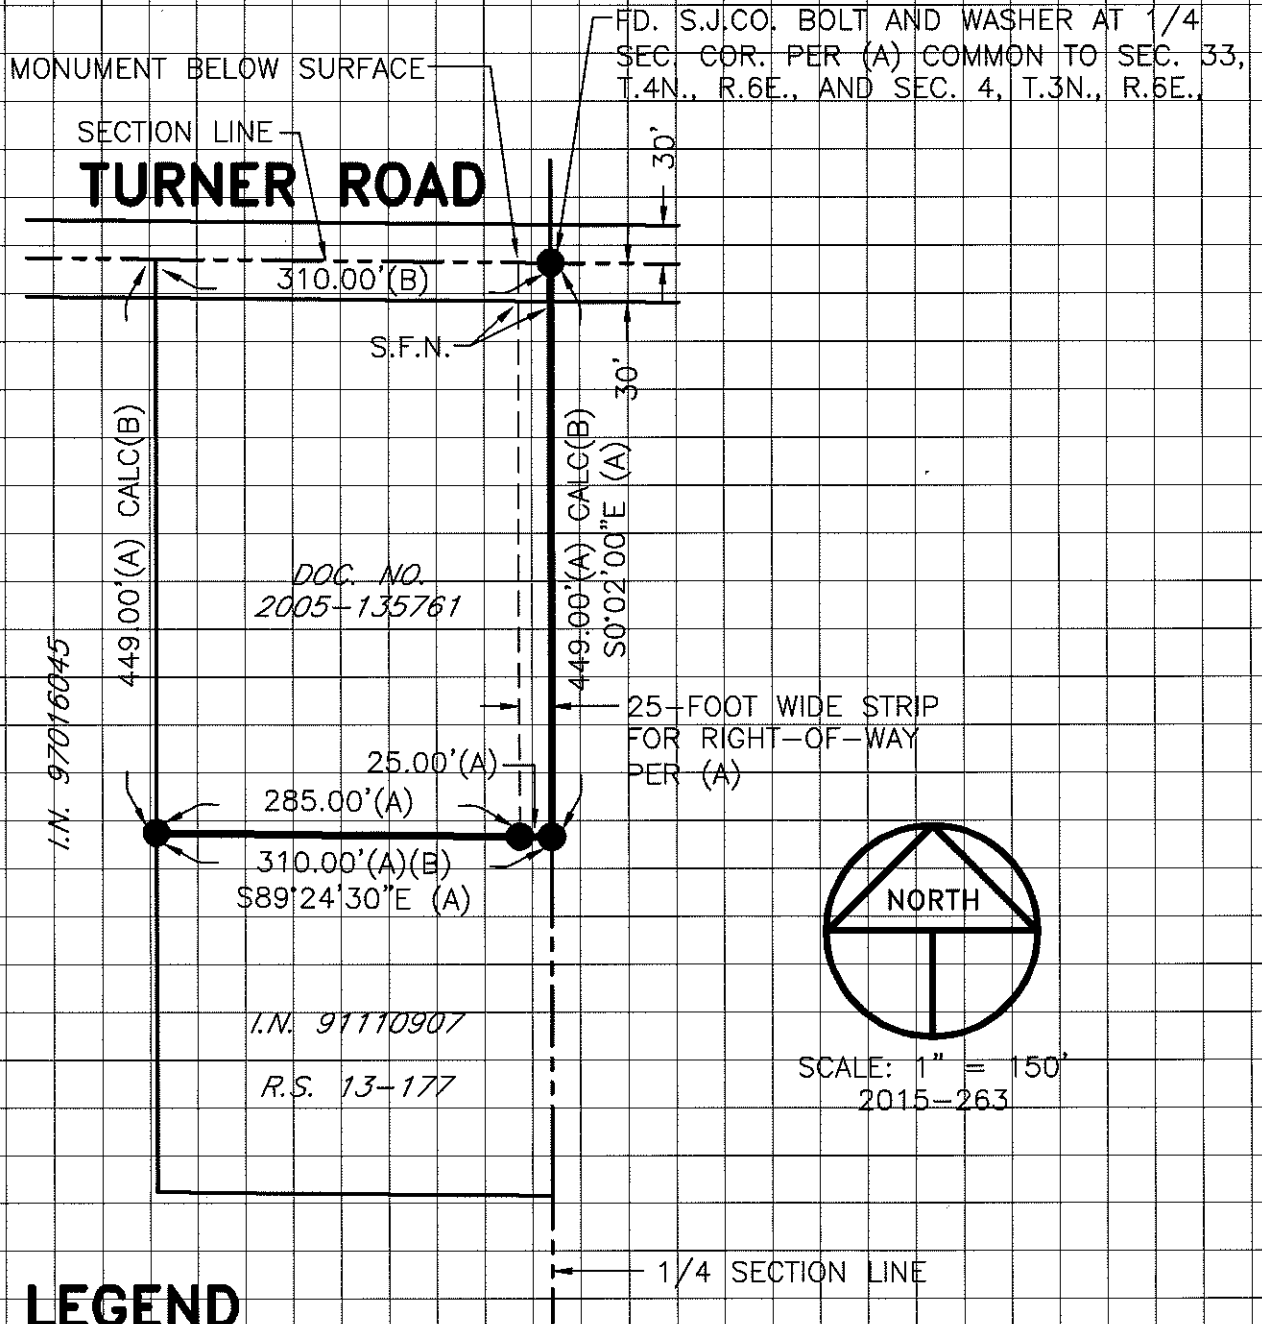 FD. S.J.CO. BOLT AND WASHER AT 1/4
SEC. COR. PER (A) COMMON TO SEC. 33,
T.4N., R.6E., AND SEC. 4, T.3N., R.6E.,
MONUMENT BELOW SURFACE
SECTION LINE
TURNER ROAD
30'
310.00'(B)
S.F.N.
30'
449.00'(A) CALC(B)
449.00'(A) CALC(B)
S0°02'00"E (A)
DOC. NO.
2005-135761
I.N. 97016045
25-FOOT WIDE STRIP
FOR RIGHT-OF-WAY
PER (A)
25.00'(A)
285.00'(A)
310.00'(A)(B)
S89°24'30"E (A)
NORTH
SCALE: 1" = 150'
2015-263
I.N. 91110907
R.S. 13-177
1/4 SECTION LINE
LEGEND